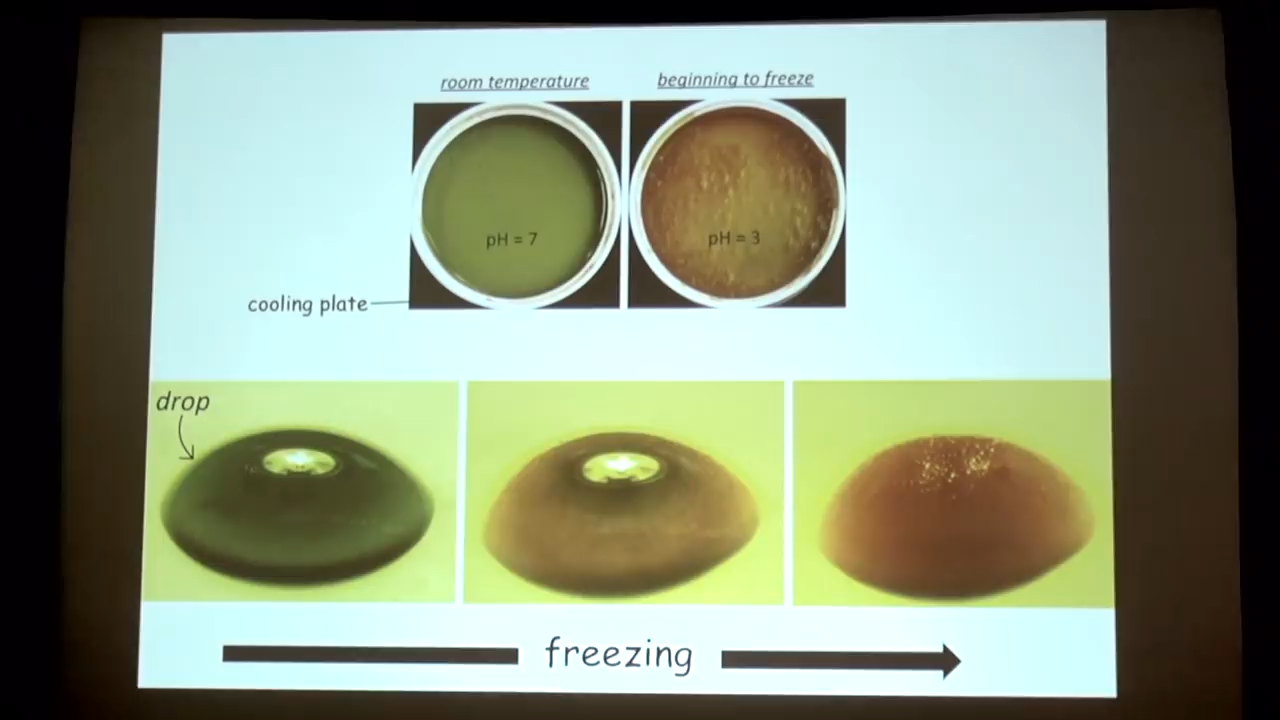 room temperature
beginning to freeze
pH = 7
pH = 3
cooling plate
drop
freezing